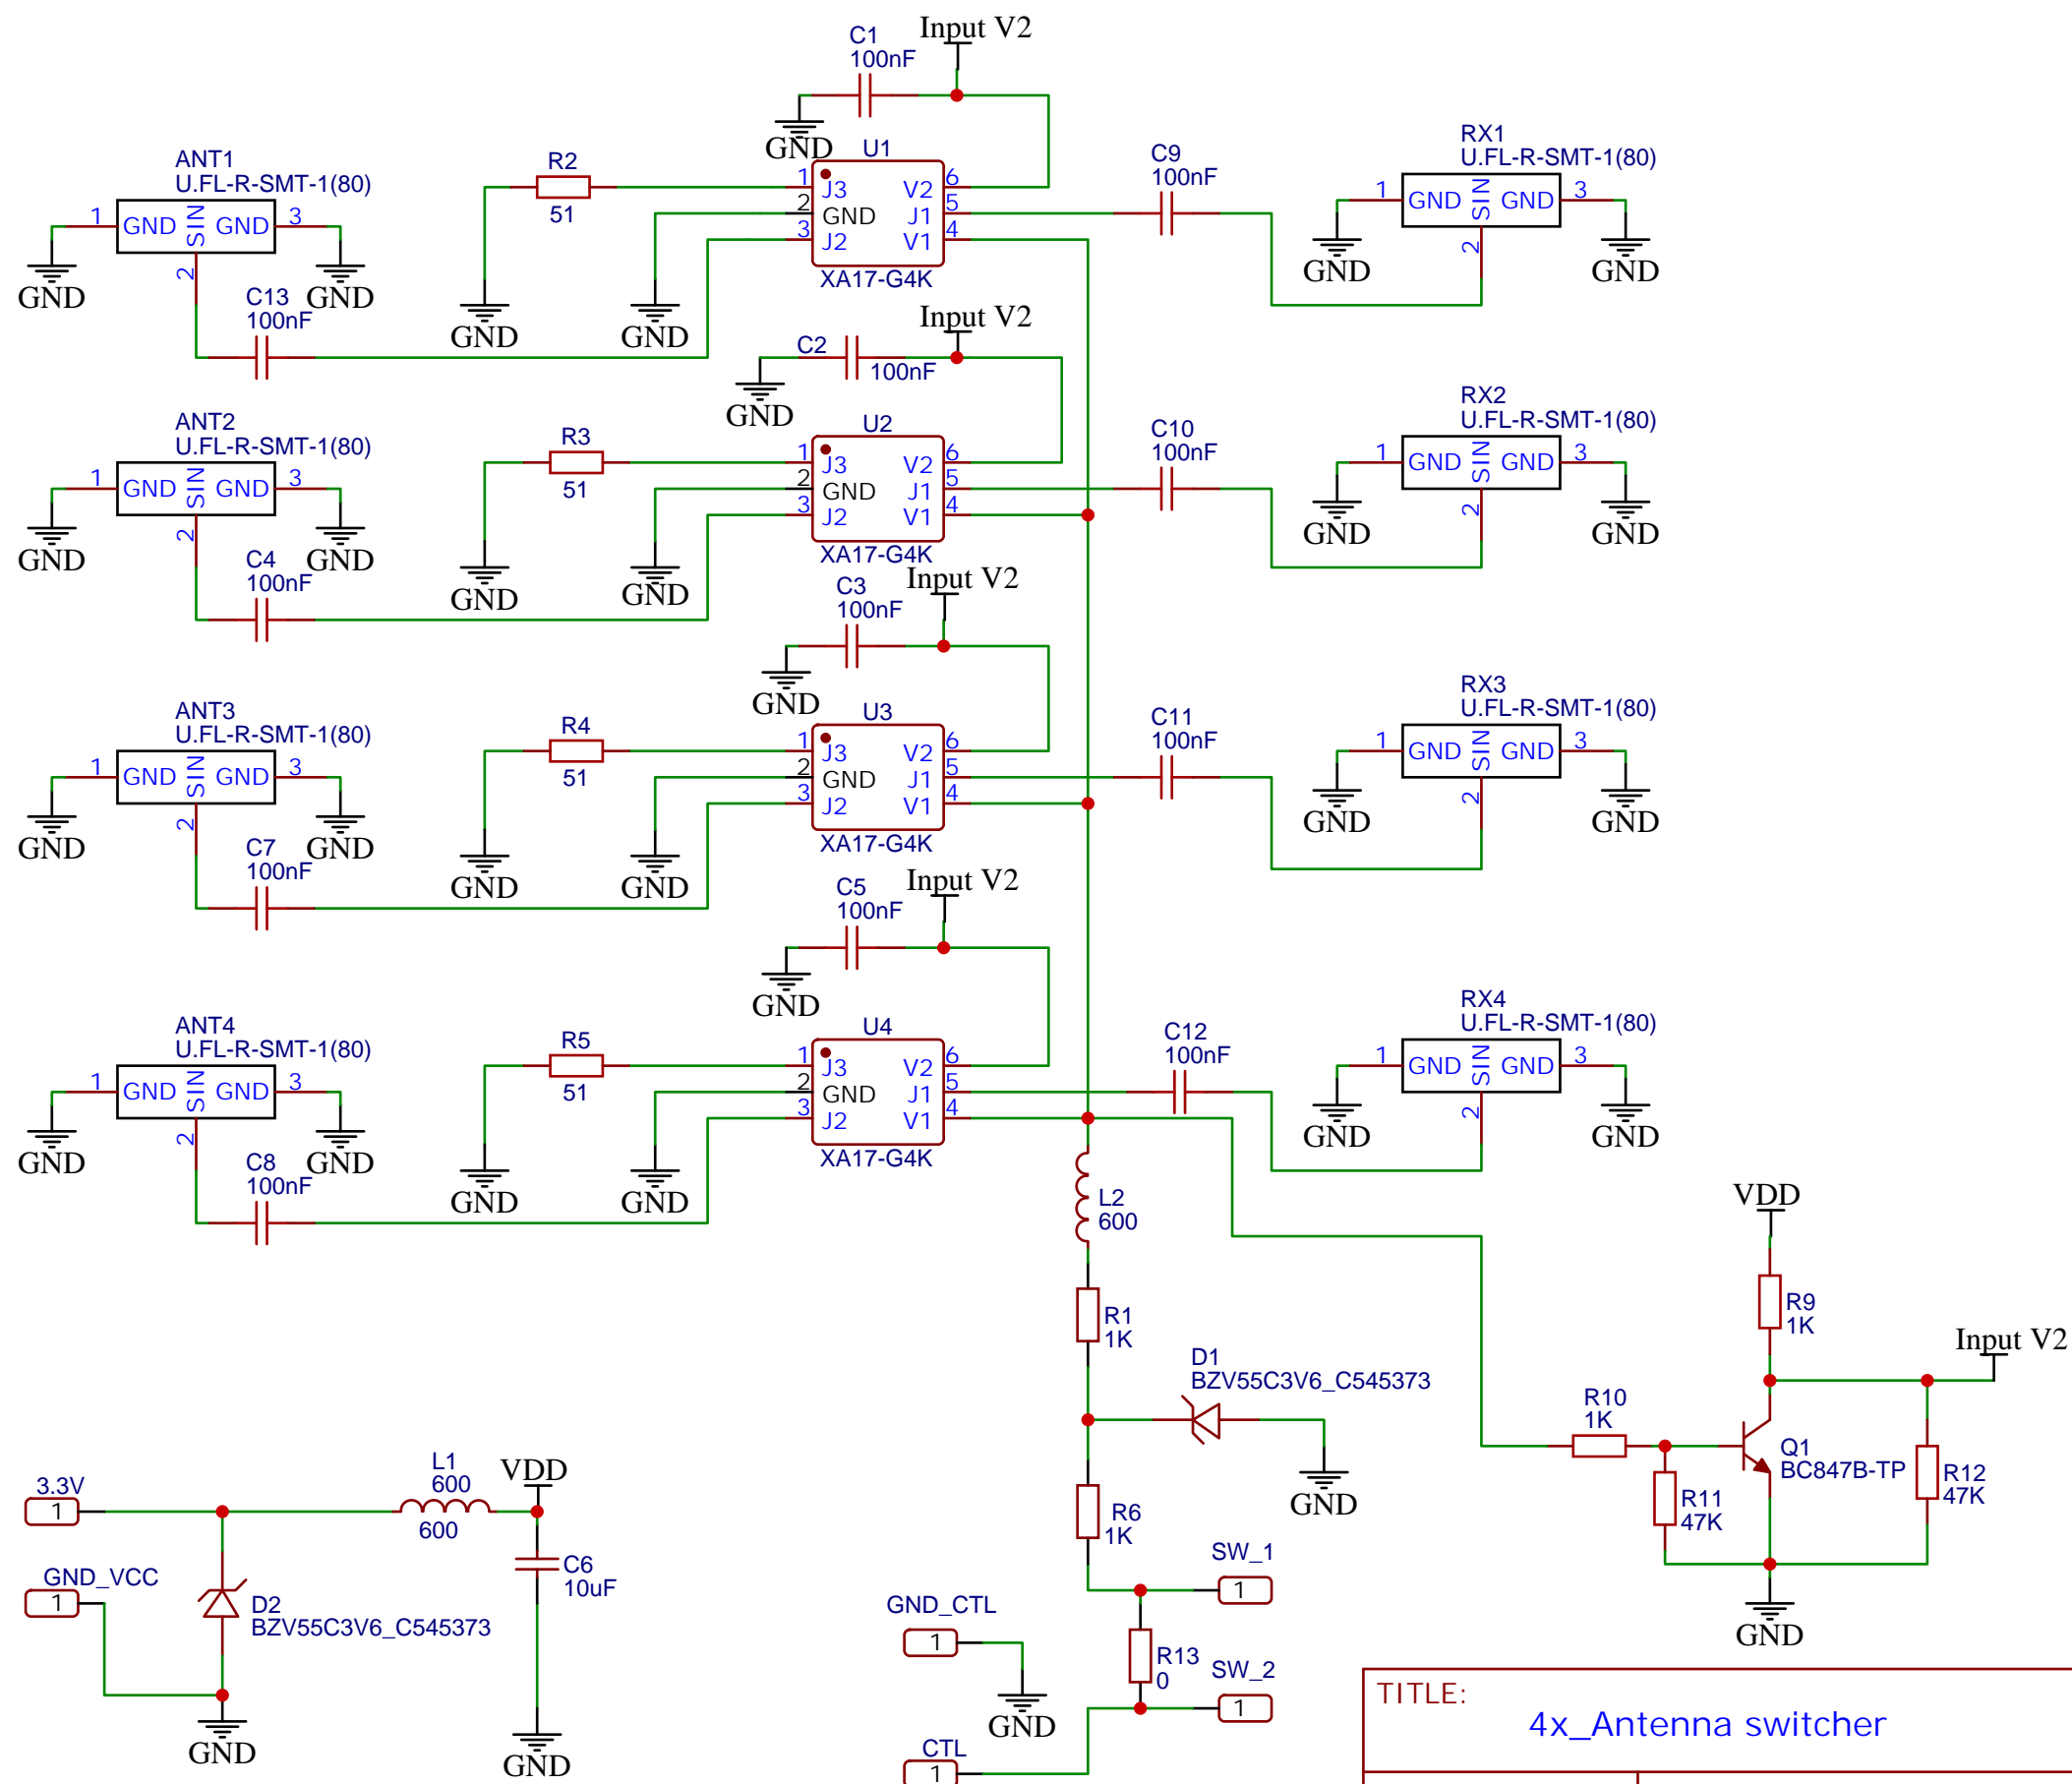 Input V2
C1
100nF
GND
ANT1
U.FL-R-SMT-1(80)
1
GND SIN GND
3
2
GND
GND
C13
100nF
R2
51
GND
GND
U1
1 J3 V2 6
2 GND J1 5
3 J2 V1 4
XA17-G4K
C9
100nF
RX1
U.FL-R-SMT-1(80)
1
GND SIN GND
3
2
GND
GND
Input V2
C2
100nF
GND
ANT2
U.FL-R-SMT-1(80)
1
GND SIN GND
3
2
GND
GND
C4
100nF
R3
51
GND
GND
U2
1 J3 V2 6
2 GND J1 5
3 J2 V1 4
XA17-G4K
C10
100nF
RX2
U.FL-R-SMT-1(80)
1
GND SIN GND
3
2
GND
GND
Input V2
C3
100nF
GND
ANT3
U.FL-R-SMT-1(80)
1
GND SIN GND
3
2
GND
GND
C7
100nF
R4
51
GND
GND
U3
1 J3 V2 6
2 GND J1 5
3 J2 V1 4
XA17-G4K
C11
100nF
RX3
U.FL-R-SMT-1(80)
1
GND SIN GND
3
2
GND
GND
Input V2
C5
100nF
GND
ANT4
U.FL-R-SMT-1(80)
1
GND SIN GND
3
2
GND
GND
C8
100nF
R5
51
GND
GND
U4
1 J3 V2 6
2 GND J1 5
3 J2 V1 4
XA17-G4K
C12
100nF
RX4
U.FL-R-SMT-1(80)
1
GND SIN GND
3
2
GND
GND
L2
600
R1
1K
D1
BZV55C3V6_C545373
GND
R6
1K
SW_1
1
R13
0
SW_2
1
GND_CTL
1
GND
CTL
1
VDD
R9
1K
Input V2
R10
1K
Q1
BC847B-TP
R11
47K
R12
47K
GND
3.3V
1
L1
600
600
VDD
GND_VCC
1
D2
BZV55C3V6_C545373
C6
10uF
GND
GND
TITLE:
4x_Antenna switcher